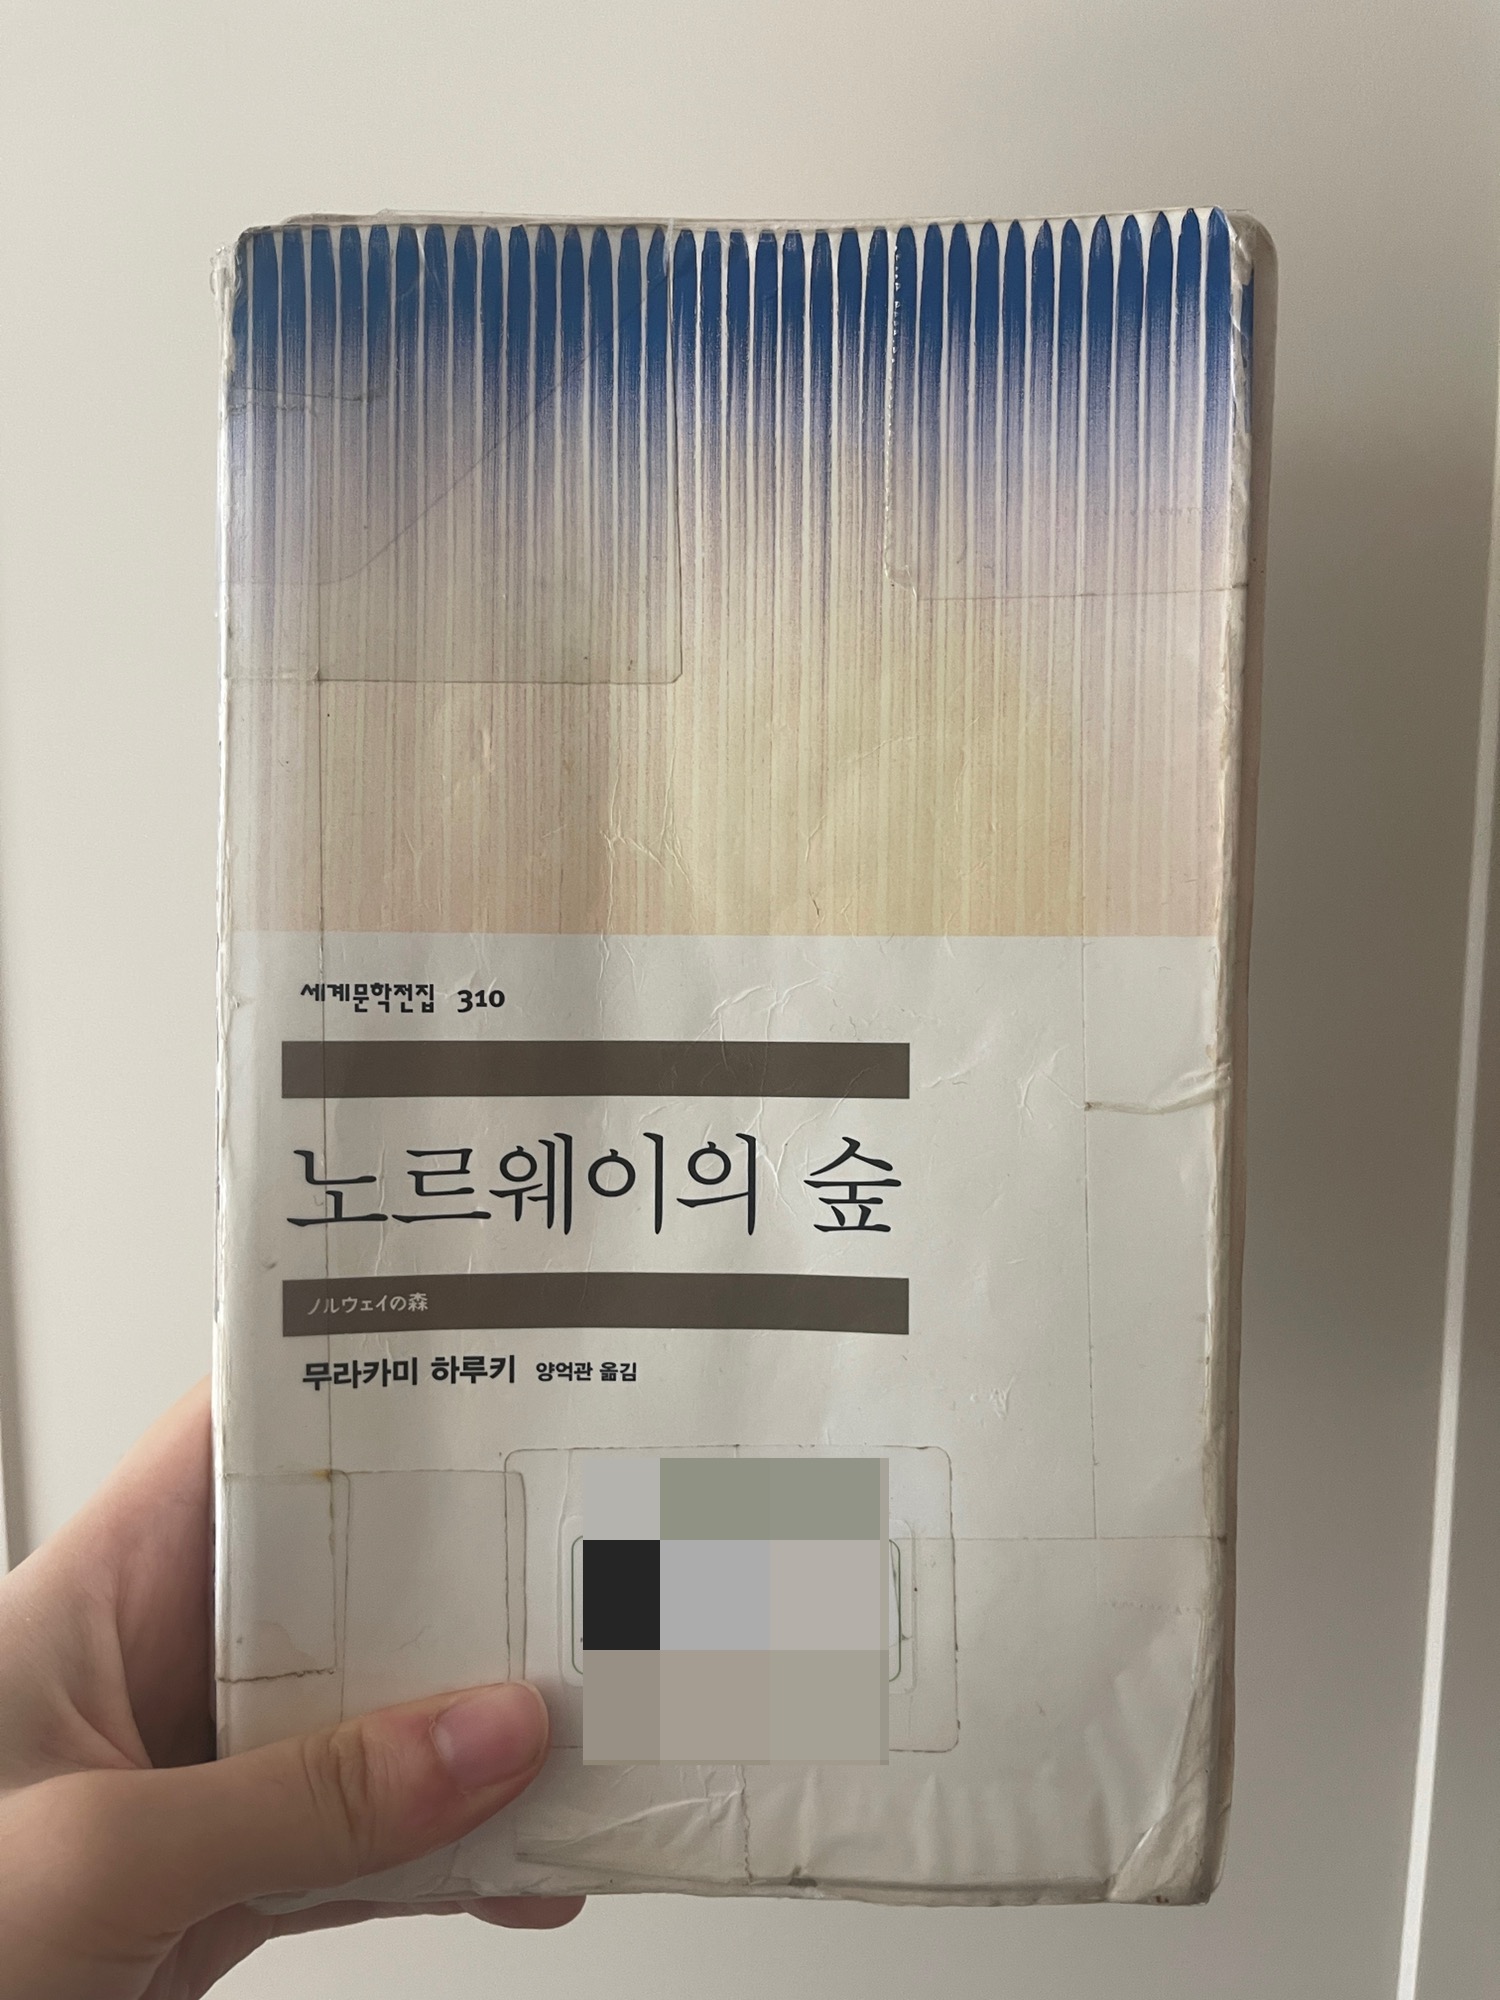 세계문학전집 310
노르웨이의 숲
ノルウェイの森
무라카미 하루키 양억관 옮김